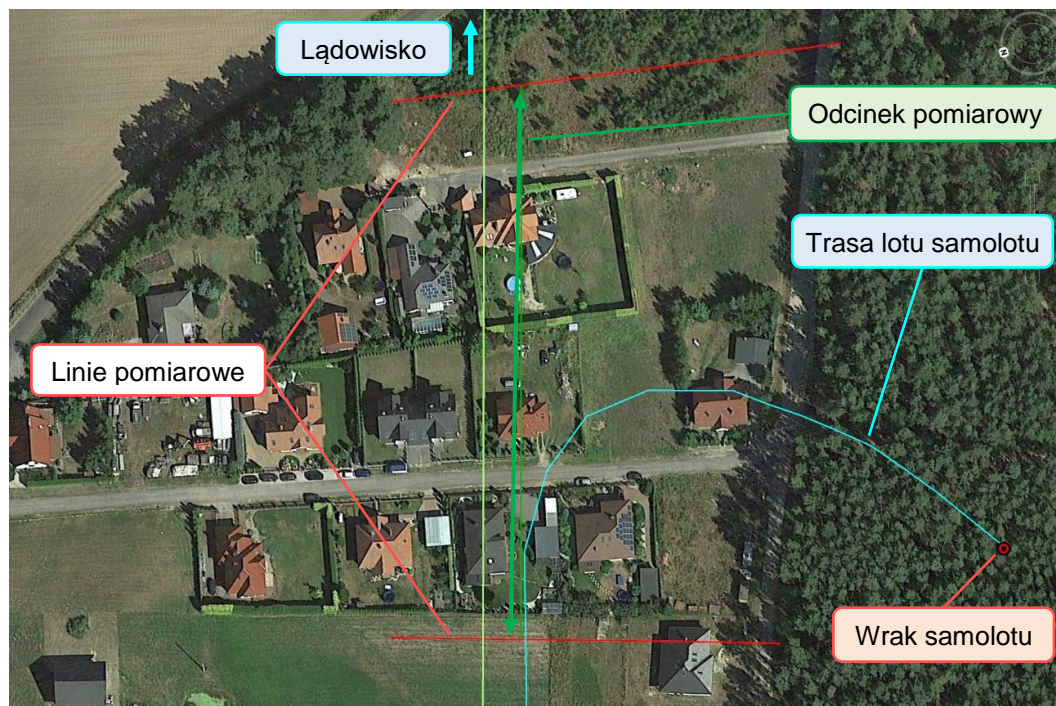 Lądowisko
Odcinek pomiarowy
Trasa lotu samolotu
Linie pomiarowe
Wrak samolotu